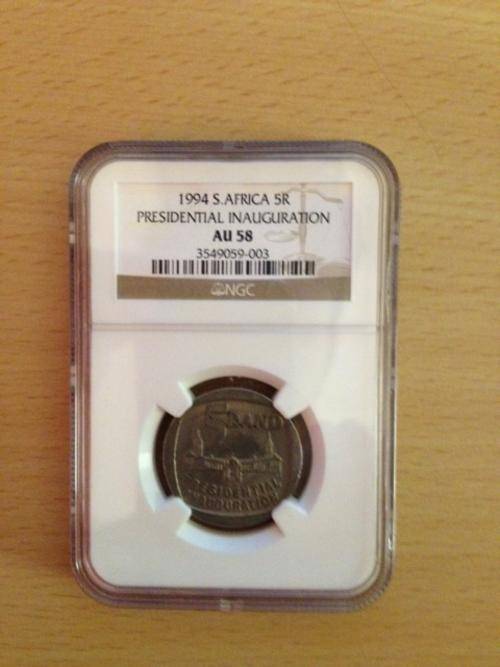 1994 S.AFRICA 5R
PRESIDENTIAL INAUGURATION
AU 58
3549059-003
NGC
5 RAND
PRESIDENTIAL
INAUGURATION